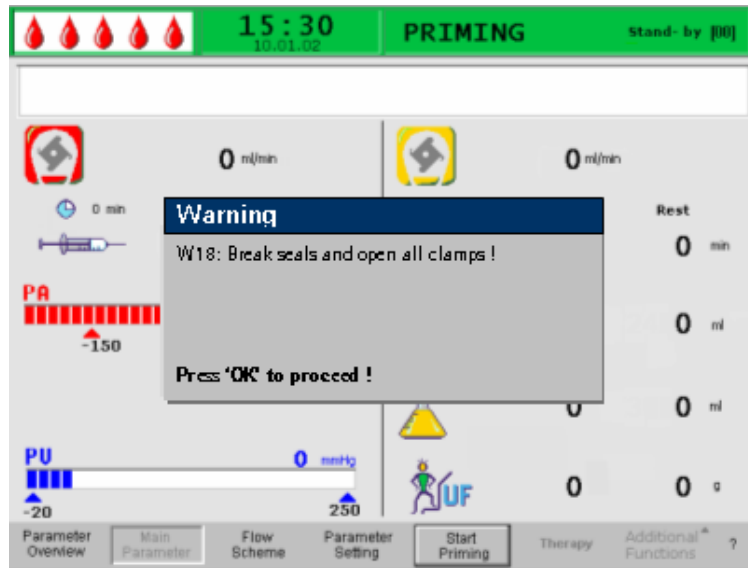 15:30
10.01.02
PRIMING
Stand- by [00]
0 ml/min
0 ml/min
0 min
Rest
Warning
W18: Break seals and open all clamps !
Press 'OK' to proceed !
0 min
PA
-150
0 ml
0
0 ml
PV
0 mmHg
-20
250
UF
0
0 g
Parameter Overview
Main Parameter
Flow Scheme
Parameter Setting
Start Priming
Therapy
Additional Functions
?